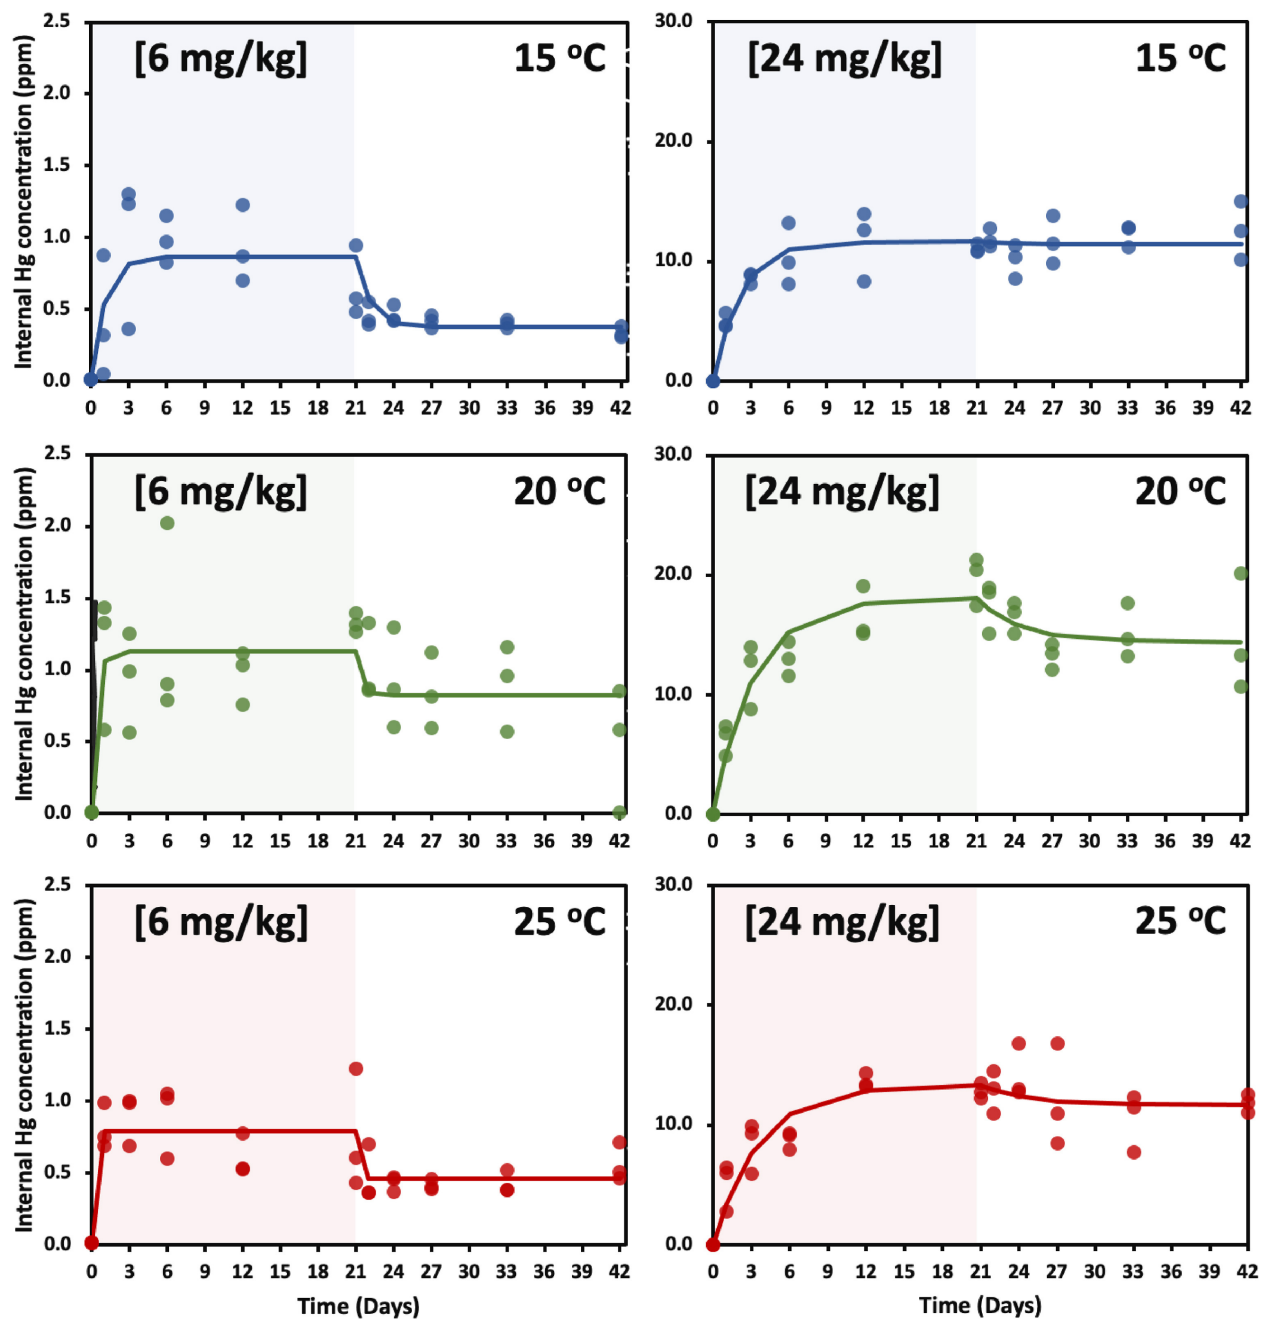 [6 mg/kg] 15 °C
Internal Hg concentration (ppm)
2.5
2.0
1.5
1.0
0.5
0.0
0 3 6 9 12 15 18 21 24 27 30 33 36 39 42
[24 mg/kg] 15 °C
30.0
20.0
10.0
0.0
0 3 6 9 12 15 18 21 24 27 30 33 36 39 42
[6 mg/kg] 20 °C
Internal Hg concentration (ppm)
2.5
2.0
1.5
1.0
0.5
0.0
0 3 6 9 12 15 18 21 24 27 30 33 36 39 42
[24 mg/kg] 20 °C
30.0
20.0
10.0
0.0
0 3 6 9 12 15 18 21 24 27 30 33 36 39 42
[6 mg/kg] 25 °C
Internal Hg concentration (ppm)
2.5
2.0
1.5
1.0
0.5
0.0
0 3 6 9 12 15 18 21 24 27 30 33 36 39 42
Time (Days)
[24 mg/kg] 25 °C
30.0
20.0
10.0
0.0
0 3 6 9 12 15 18 21 24 27 30 33 36 39 42
Time (Days)